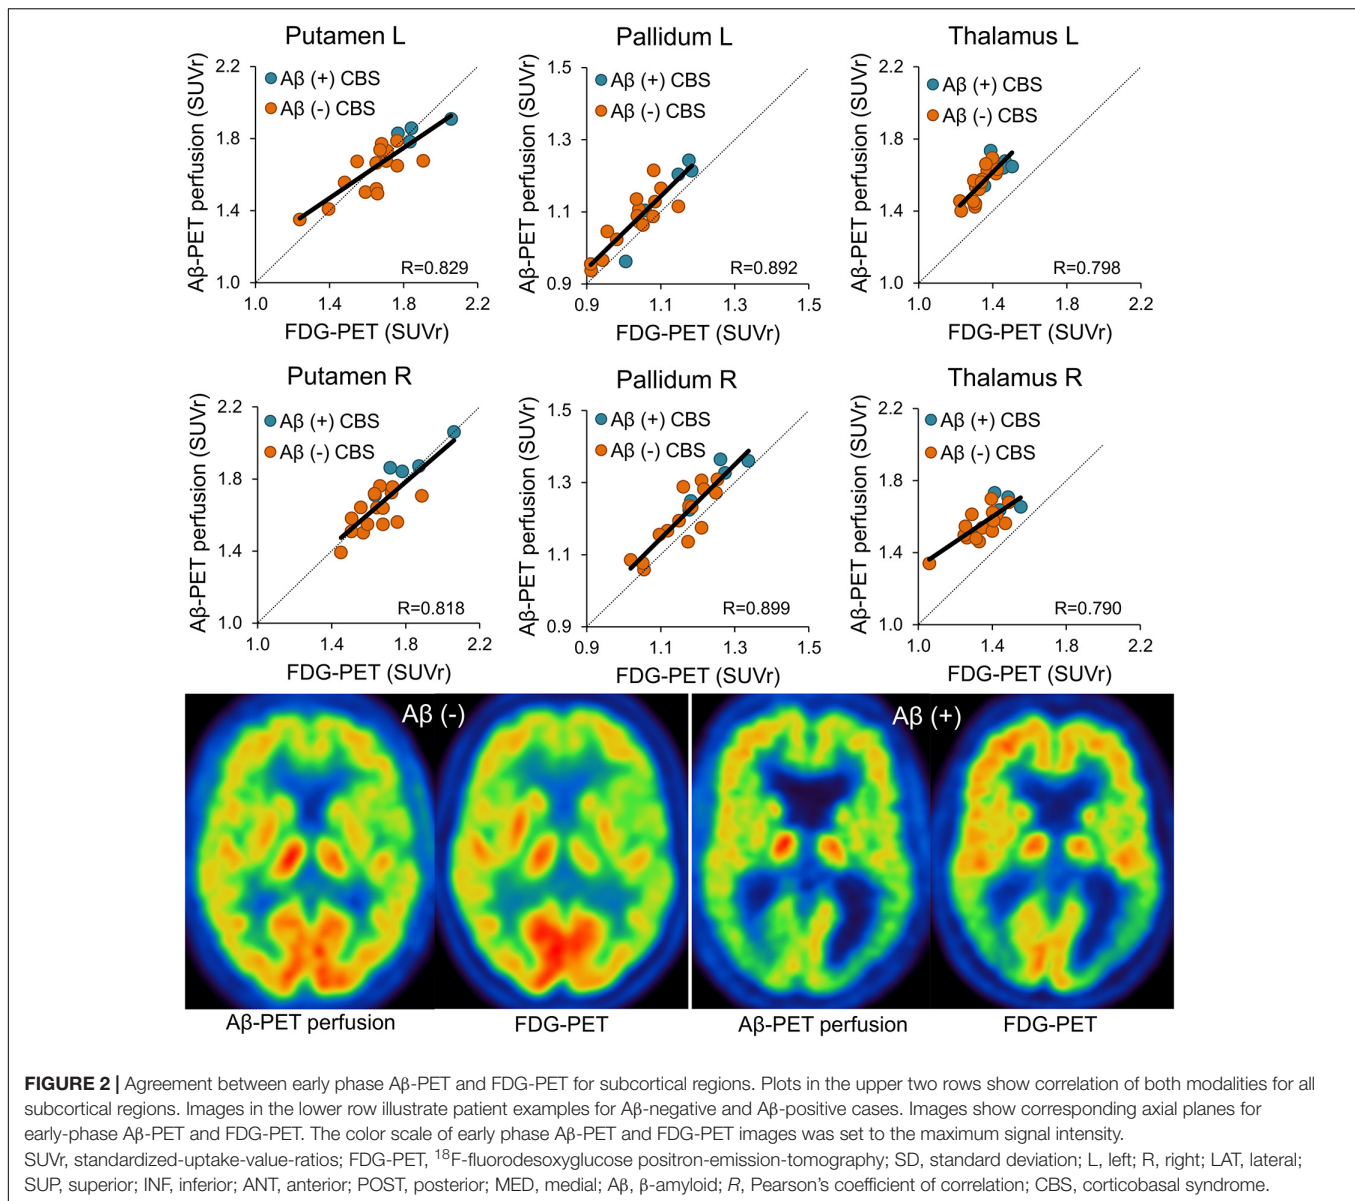 Putamen L
Aβ-PET perfusion (SUVr)
2.2
1.8
1.4
1.0
Aβ (+) CBS
Aβ (-) CBS
R=0.829
1.0 1.4 1.8 2.2
FDG-PET (SUVr)
Pallidum L
Aβ-PET perfusion (SUVr)
1.5
1.3
1.1
0.9
Aβ (+) CBS
Aβ (-) CBS
R=0.892
0.9 1.1 1.3 1.5
FDG-PET (SUVr)
Thalamus L
Aβ-PET perfusion (SUVr)
2.2
1.8
1.4
1.0
Aβ (+) CBS
Aβ (-) CBS
R=0.798
1.0 1.4 1.8 2.2
FDG-PET (SUVr)
Putamen R
Aβ-PET perfusion (SUVr)
2.2
1.8
1.4
1.0
Aβ (+) CBS
Aβ (-) CBS
R=0.818
1.0 1.4 1.8 2.2
FDG-PET (SUVr)
Pallidum R
Aβ-PET perfusion (SUVr)
1.5
1.3
1.1
0.9
Aβ (+) CBS
Aβ (-) CBS
R=0.899
0.9 1.1 1.3 1.5
FDG-PET (SUVr)
Thalamus R
Aβ-PET perfusion (SUVr)
2.2
1.8
1.4
1.0
Aβ (+) CBS
Aβ (-) CBS
R=0.790
1.0 1.4 1.8 2.2
FDG-PET (SUVr)
Aβ (-)
Aβ (+)
Aβ-PET perfusion
FDG-PET
Aβ-PET perfusion
FDG-PET
FIGURE 2 | Agreement between early phase Aβ-PET and FDG-PET for subcortical regions. Plots in the upper two rows show correlation of both modalities for all
subcortical regions. Images in the lower row illustrate patient examples for Aβ-negative and Aβ-positive cases. Images show corresponding axial planes for
early-phase Aβ-PET and FDG-PET. The color scale of early phase Aβ-PET and FDG-PET images was set to the maximum signal intensity.
SUVr, standardized-uptake-value-ratios; FDG-PET, ¹⁸F-fluorodesoxyglucose positron-emission-tomography; SD, standard deviation; L, left; R, right; LAT, lateral;
SUP, superior; INF, inferior; ANT, anterior; POST, posterior; MED, medial; Aβ, β-amyloid; R, Pearson's coefficient of correlation; CBS, corticobasal syndrome.